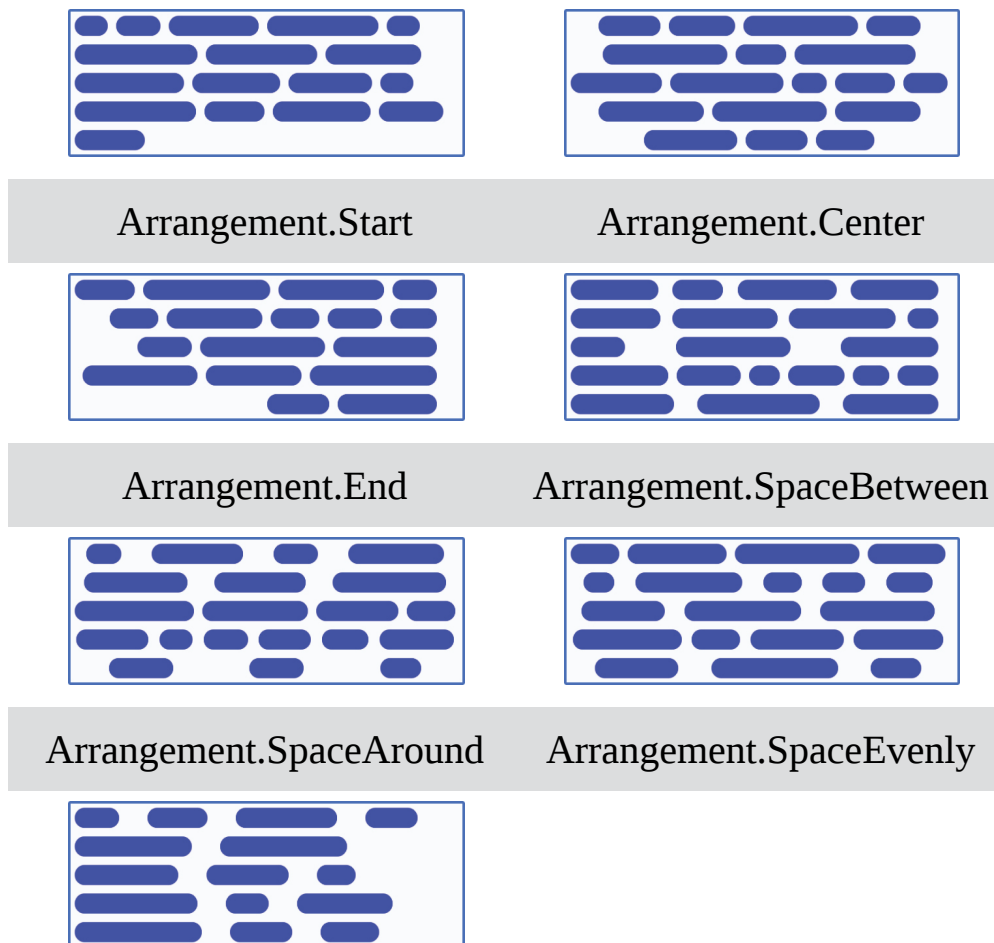 Arrangement.Start
Arrangement.Center
Arrangement.End
Arrangement.SpaceBetween
Arrangement.SpaceAround
Arrangement.SpaceEvenly